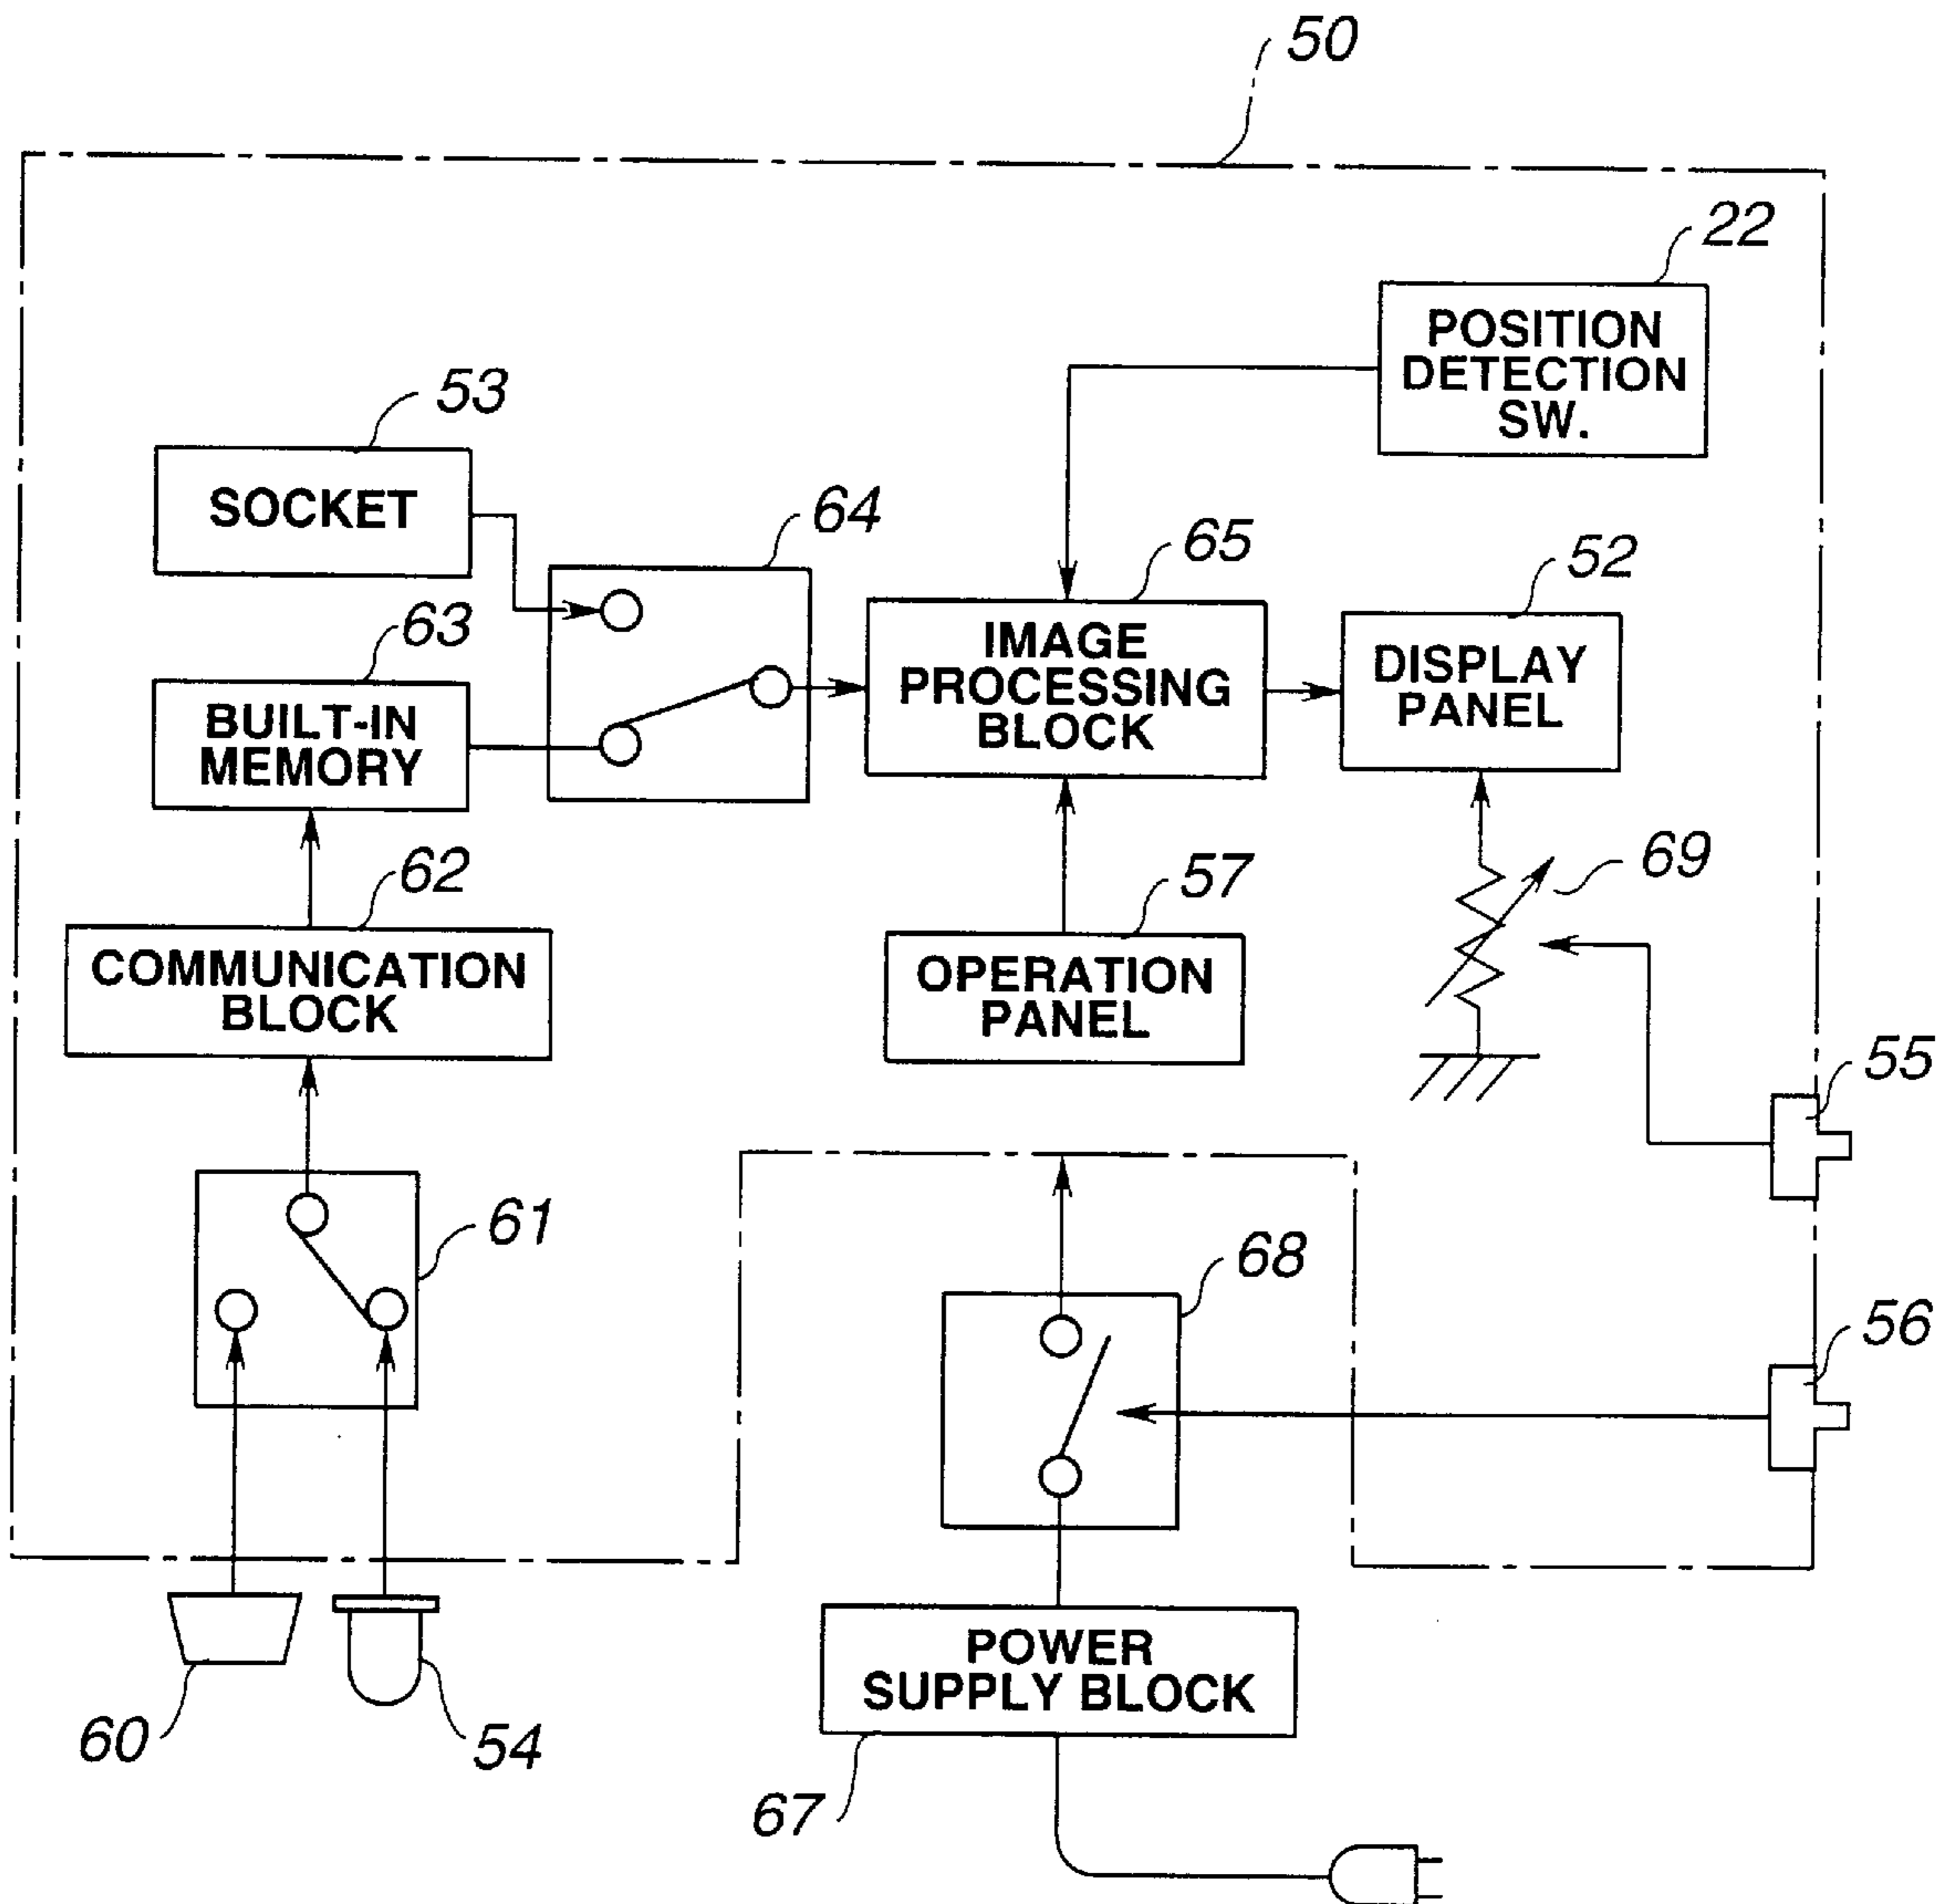 50
22
POSITION
DETECTION
SW.
53
SOCKET
64
65
52
63
IMAGE
PROCESSING
BLOCK
DISPLAY
PANEL
BUILT-IN
MEMORY
62
57
69
COMMUNICATION
BLOCK
OPERATION
PANEL
55
61
68
56
POWER
SUPPLY BLOCK
60
54
67